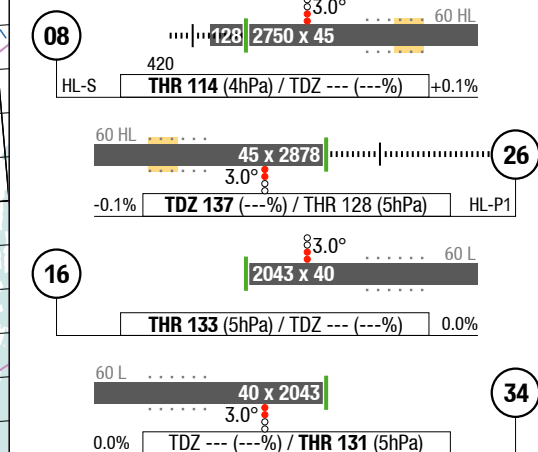 3.0°
60 HL
08
128 2750 x 45
420
HL-S
THR 114 (4hPa) / TDZ --- (---%)
+0.1%
60 HL
45 x 2878
26
3.0°
-0.1%
TDZ 137 (---%) / THR 128 (5hPa)
HL-P1
3.0°
60 L
16
2043 x 40
THR 133 (5hPa) / TDZ --- (---%)
0.0%
60 L
40 x 2043
34
3.0°
0.0%
TDZ --- (---%) / THR 131 (5hPa)